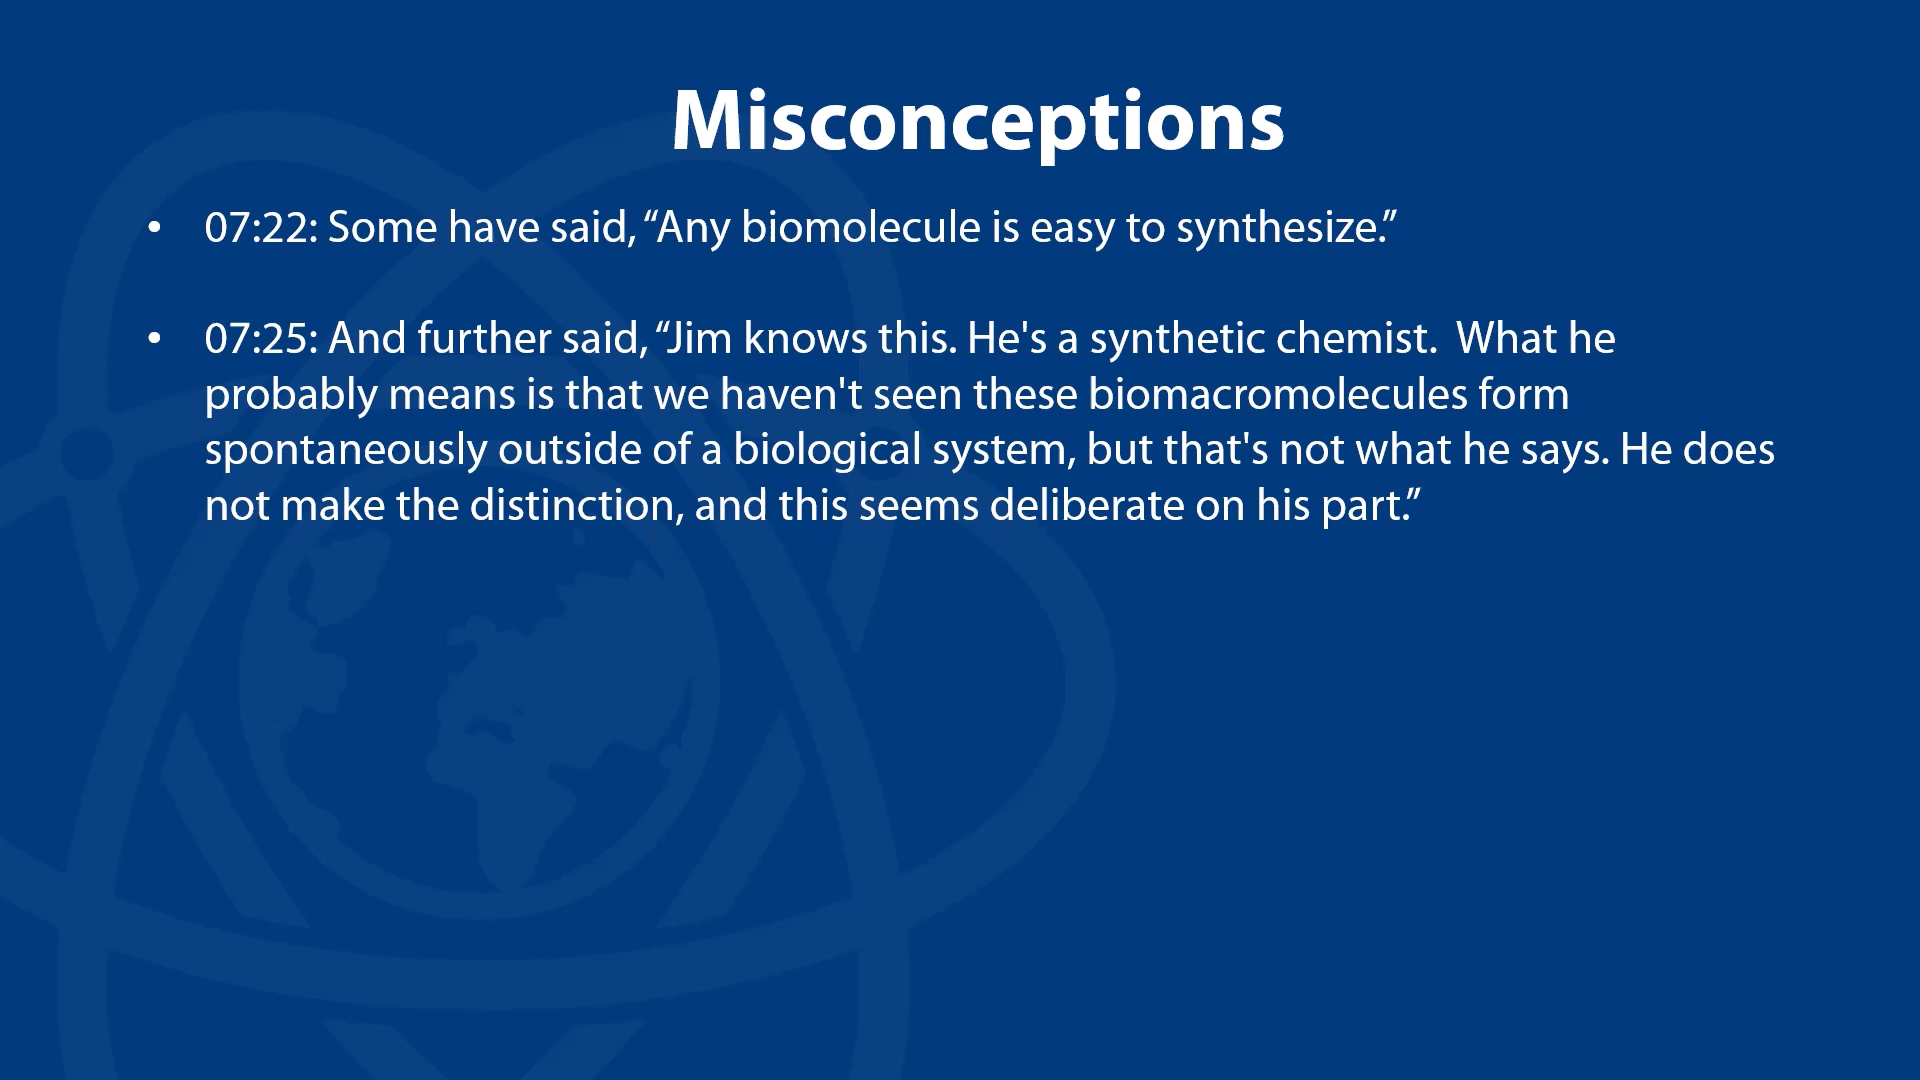 Misconceptions
• 07:22: Some have said, “Any biomolecule is easy to synthesize.”
• 07:25: And further said, “Jim knows this. He's a synthetic chemist.  What he
probably means is that we haven't seen these biomacromolecules form
spontaneously outside of a biological system, but that's not what he says. He does
not make the distinction, and this seems deliberate on his part.”